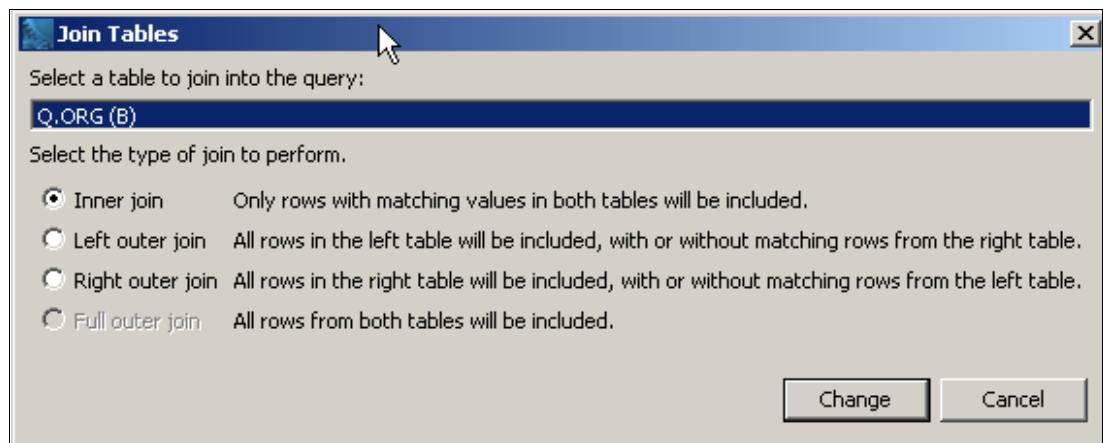 Join Tables
Select a table to join into the query:
Q.ORG (B)
Select the type of join to perform.
Inner join Only rows with matching values in both tables will be included.
Left outer join All rows in the left table will be included, with or without matching rows from the right table.
Right outer join All rows in the right table will be included, with or without matching rows from the left table.
Full outer join All rows from both tables will be included.
Change Cancel